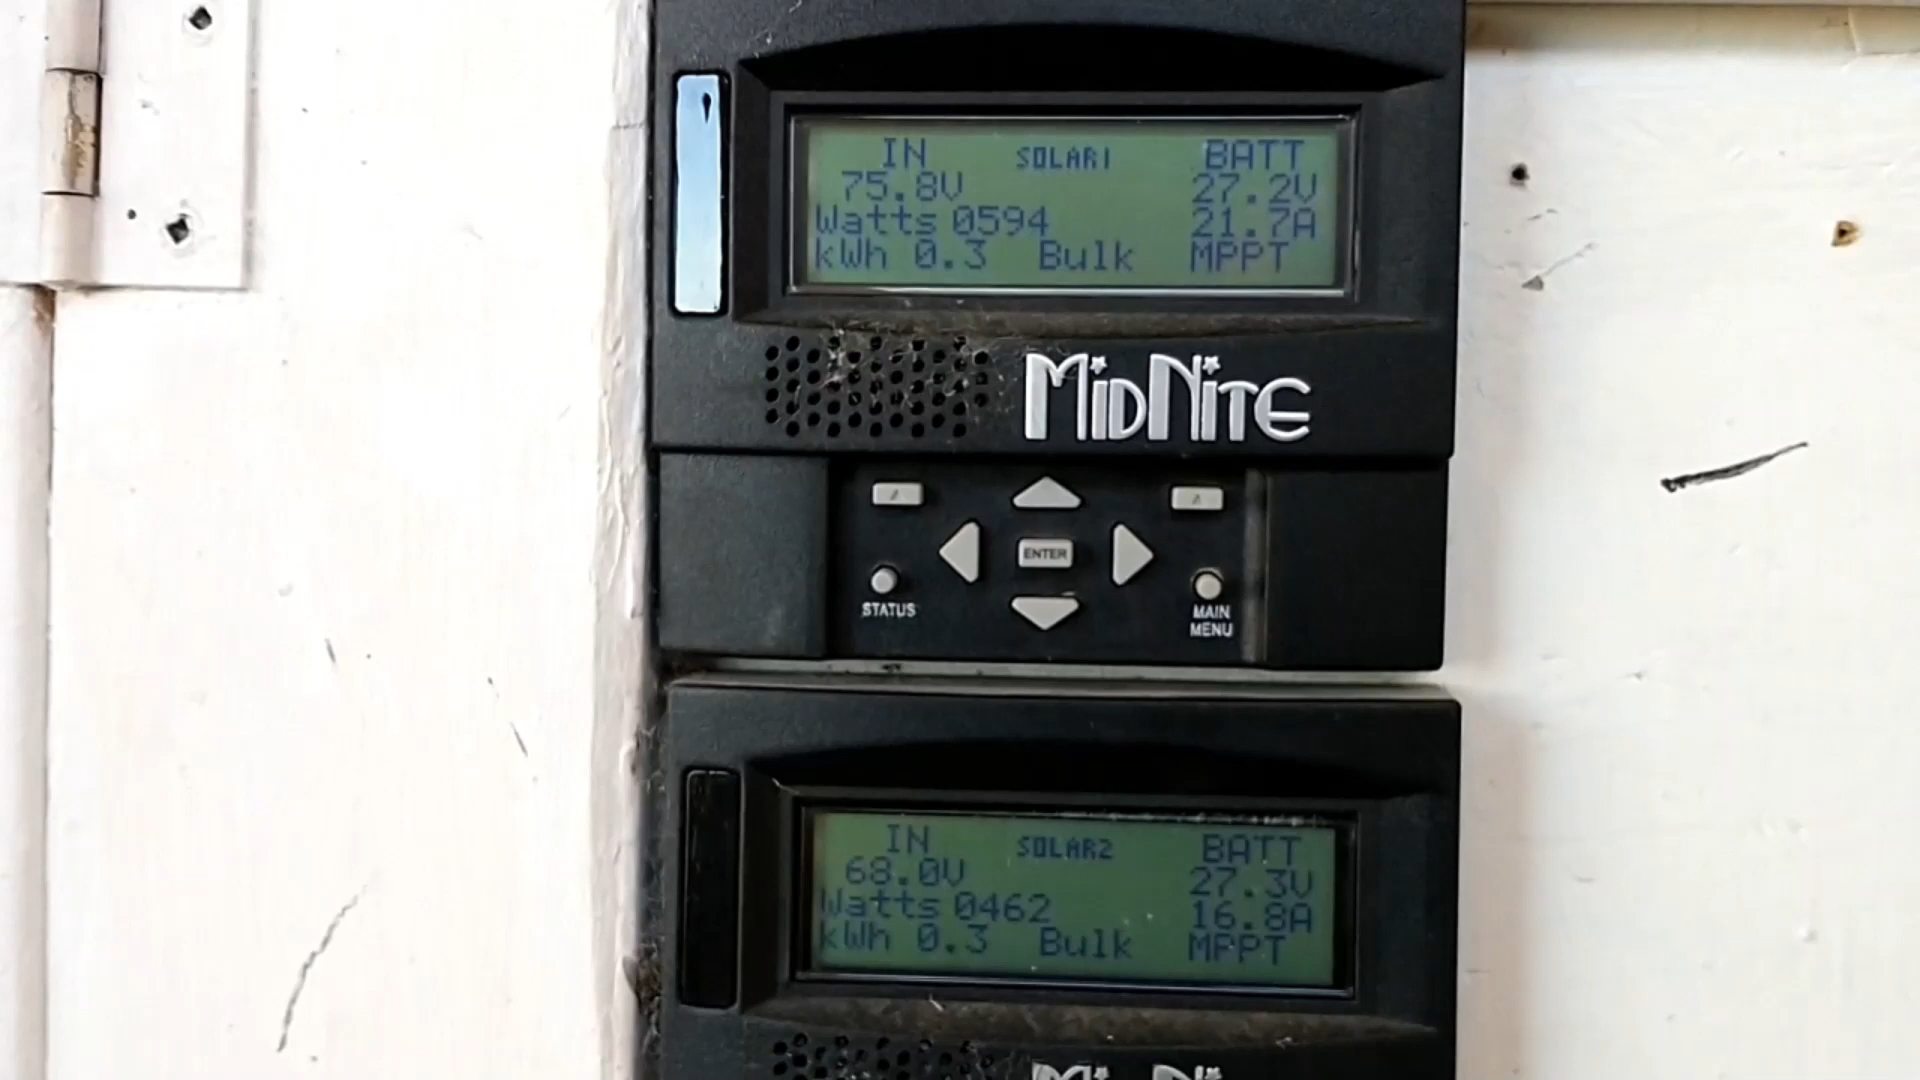 IN SOLAR1 BATT
75.8V 27.2V
Watts 0594 21.7A
kWh 0.3 Bulk MPPT
MIDNITE
ENTER
STATUS
MAIN
MENU
IN SOLAR2 BATT
68.0V 27.3V
Watts 0462 16.8A
kWh 0.3 Bulk MPPT